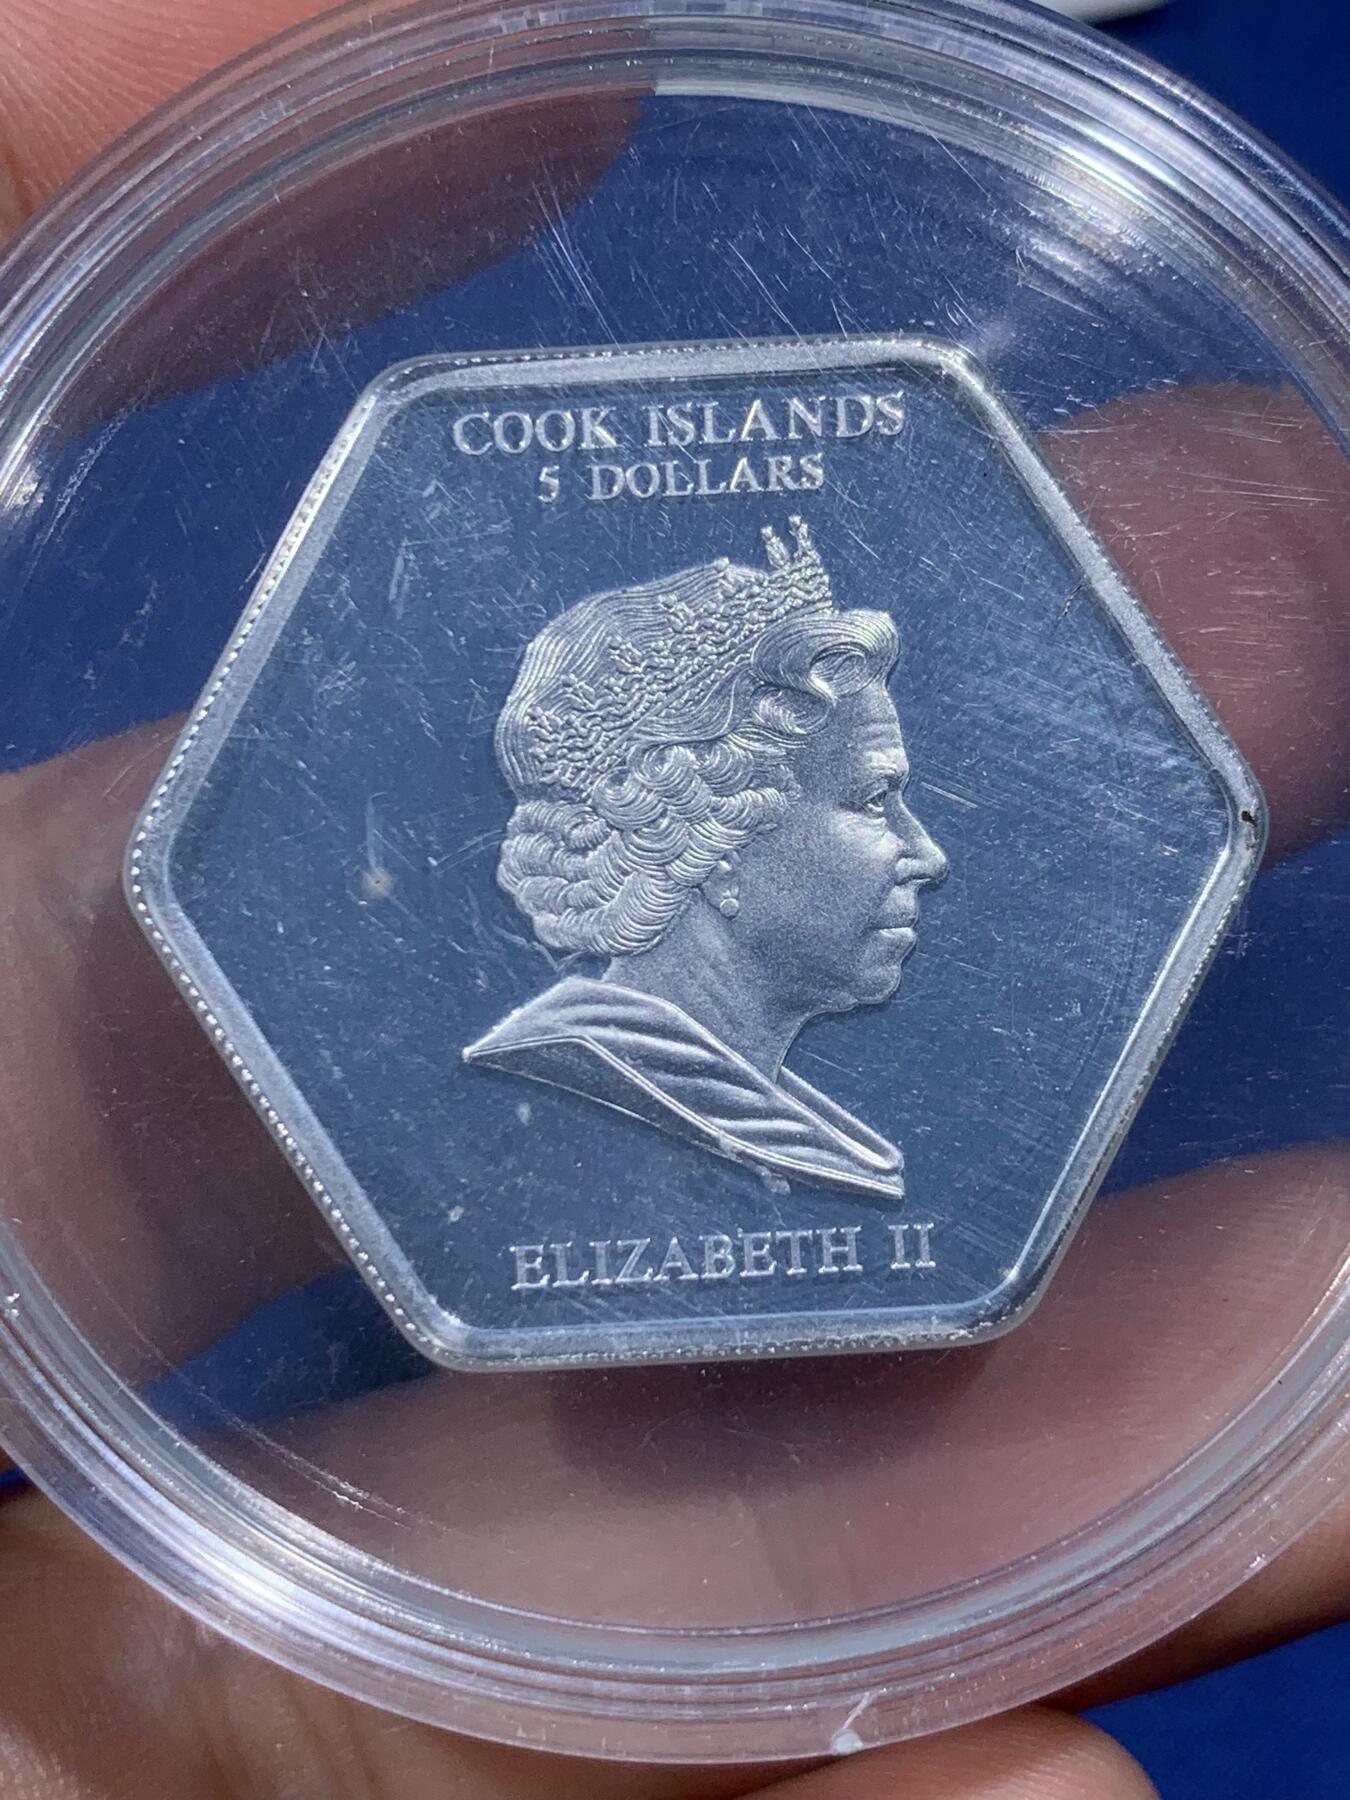 COOK ISLANDS
5 DOLLARS
ELIZABETH II